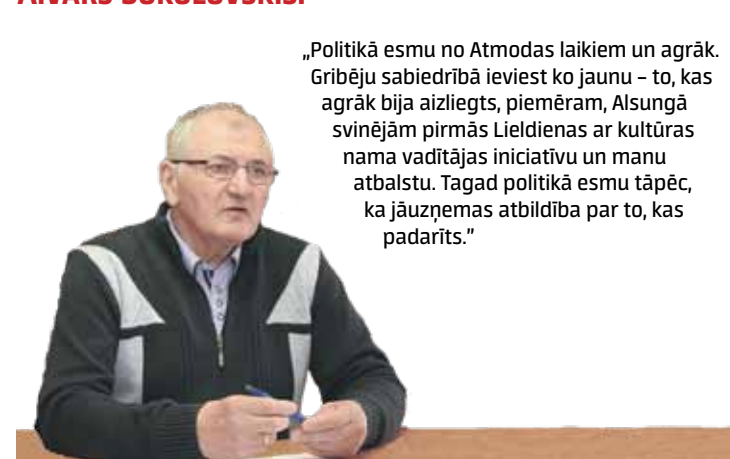 „Politikā esmu no Atmodas laikiem un agrāk.
Gribēju sabiedrībā ieviest ko jaunu – to, kas
agrāk bija aizliegts, piemēram, Alsungā
svinējām pirmās Lieldienas ar kultūras
nama vadītājas iniciatīvu un manu
atbalstu. Tagad politikā esmu tāpēc,
ka jāuzņemas atbildība par to, kas
padarīts.”